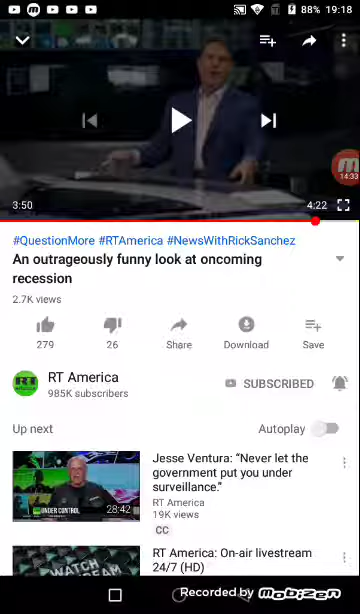 88% 19:18
14:33
3:50
4:22
#QuestionMore #RTAmerica #NewsWithRickSanchez
An outrageously funny look at oncoming
recession
2.7K views
279
26
Share
Download
Save
RT
RT America
985K subscribers
SUBSCRIBED
Up next
Autoplay
Jesse Ventura: “Never let the
government put you under
surveillance.”
RT America
19K views
CC
UNDER CONTROL
28:42
RT America: On-air livestream
24/7 (HD)
WATCH
Recorded by Mobizen